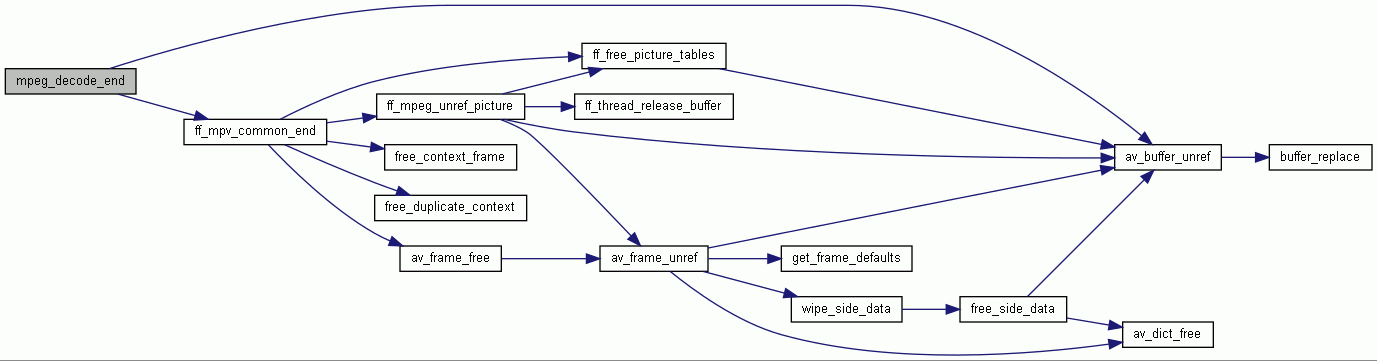 mpeg_decode_end
ff_mpv_common_end
ff_free_picture_tables
ff_mpeg_unref_picture
ff_thread_release_buffer
free_context_frame
free_duplicate_context
av_frame_free
av_frame_unref
get_frame_defaults
wipe_side_data
free_side_data
av_buffer_unref
buffer_replace
av_dict_free